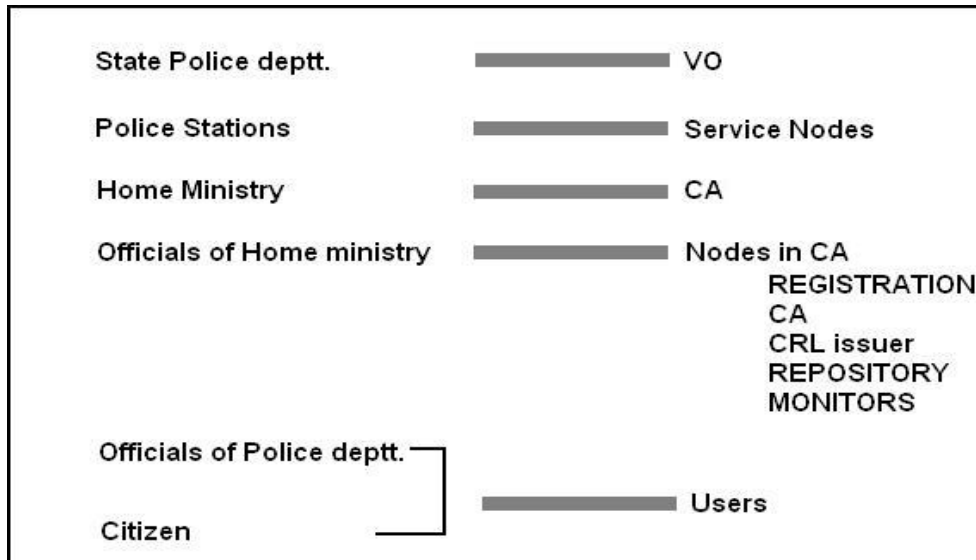 State Police deptt. VO
Police Stations Service Nodes
Home Ministry CA
Officials of Home ministry Nodes in CA
REGISTRATION
CA
CRL issuer
REPOSITORY
MONITORS
Officials of Police deptt.
Users
Citizen